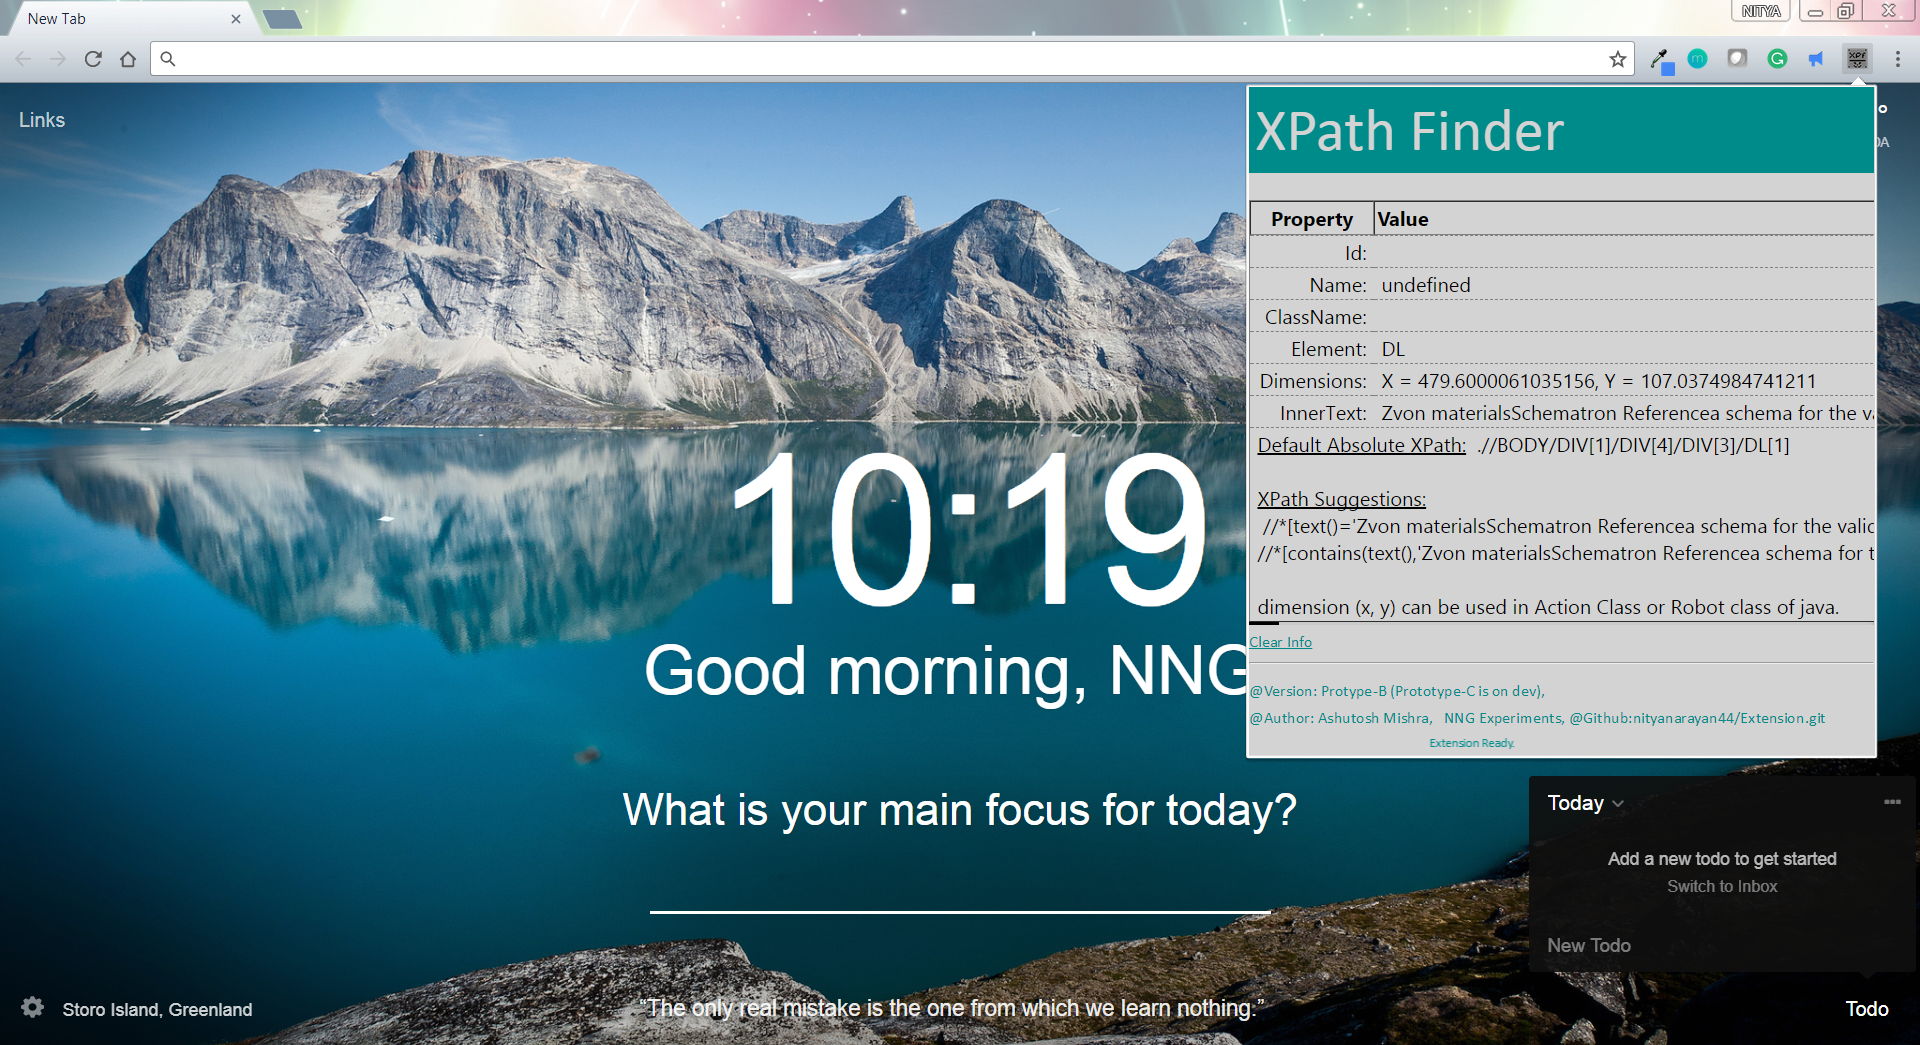 New Tab
NITYA
Links
XPath Finder
Property Value
Id:
Name: undefined
ClassName:
Element: DL
Dimensions: X = 479.6000061035156, Y = 107.0374984741211
InnerText: Zvon materialsSchematron Referencea schema for the
Default Absolute XPath: .//BODY/DIV[1]/DIV[4]/DIV[3]/DL[1]
XPath Suggestions:
//*[text()='Zvon materialsSchematron Referencea schema for the valid
//*[contains(text(),'Zvon materialsSchematron Referencea schema for t
dimension (x, y) can be used in Action Class or Robot class of java.
Clear Info
@Version: Protype-B (Prototype-C is on dev),
@Author: Ashutosh Mishra, NNG Experiments, @Github:nityanarayan44/Extension.git
Extension Ready.
10:19
Good morning, NNG
What is your main focus for today?
Today
Add a new todo to get started
Switch to Inbox
New Todo
Storo Island, Greenland
“The only real mistake is the one from which we learn nothing.”
Todo